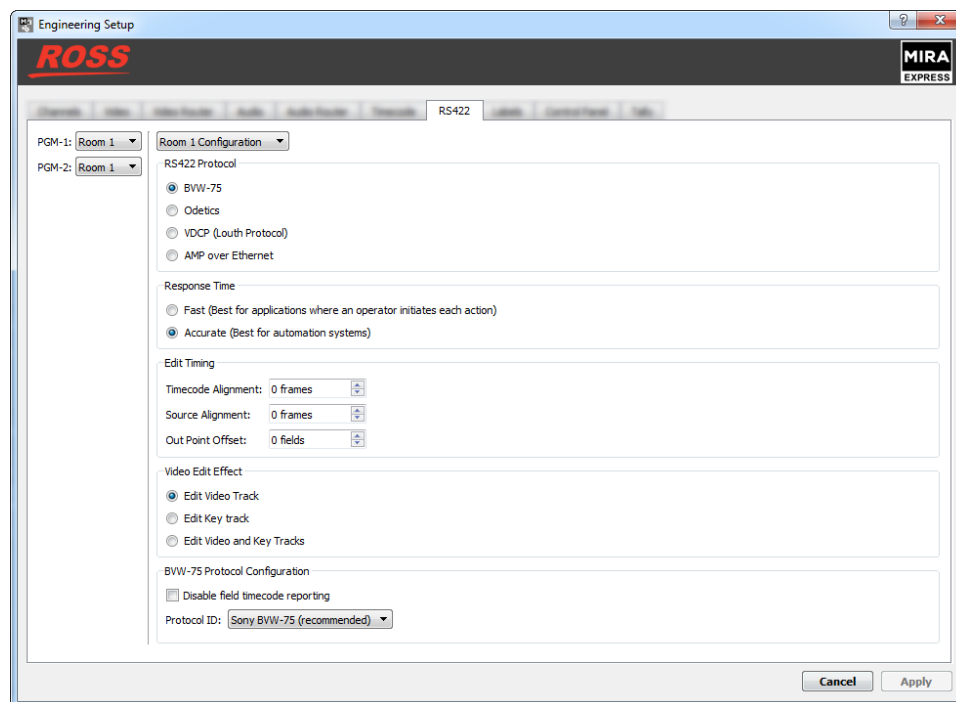 Engineering Setup
ROSS
MIRA
EXPRESS
RS422
PGM-1: Room 1
Room 1 Configuration
PGM-2: Room 1
RS422 Protocol
BVW-75
Odetics
VDCP (Louth Protocol)
AMP over Ethernet
Response Time
Fast (Best for applications where an operator initiates each action)
Accurate (Best for automation systems)
Edit Timing
Timecode Alignment: 0 frames
Source Alignment: 0 frames
Out Point Offset: 0 fields
Video Edit Effect
Edit Video Track
Edit Key track
Edit Video and Key Tracks
BVW-75 Protocol Configuration
Disable field timecode reporting
Protocol ID: Sony BVW-75 (recommended)
Cancel Apply